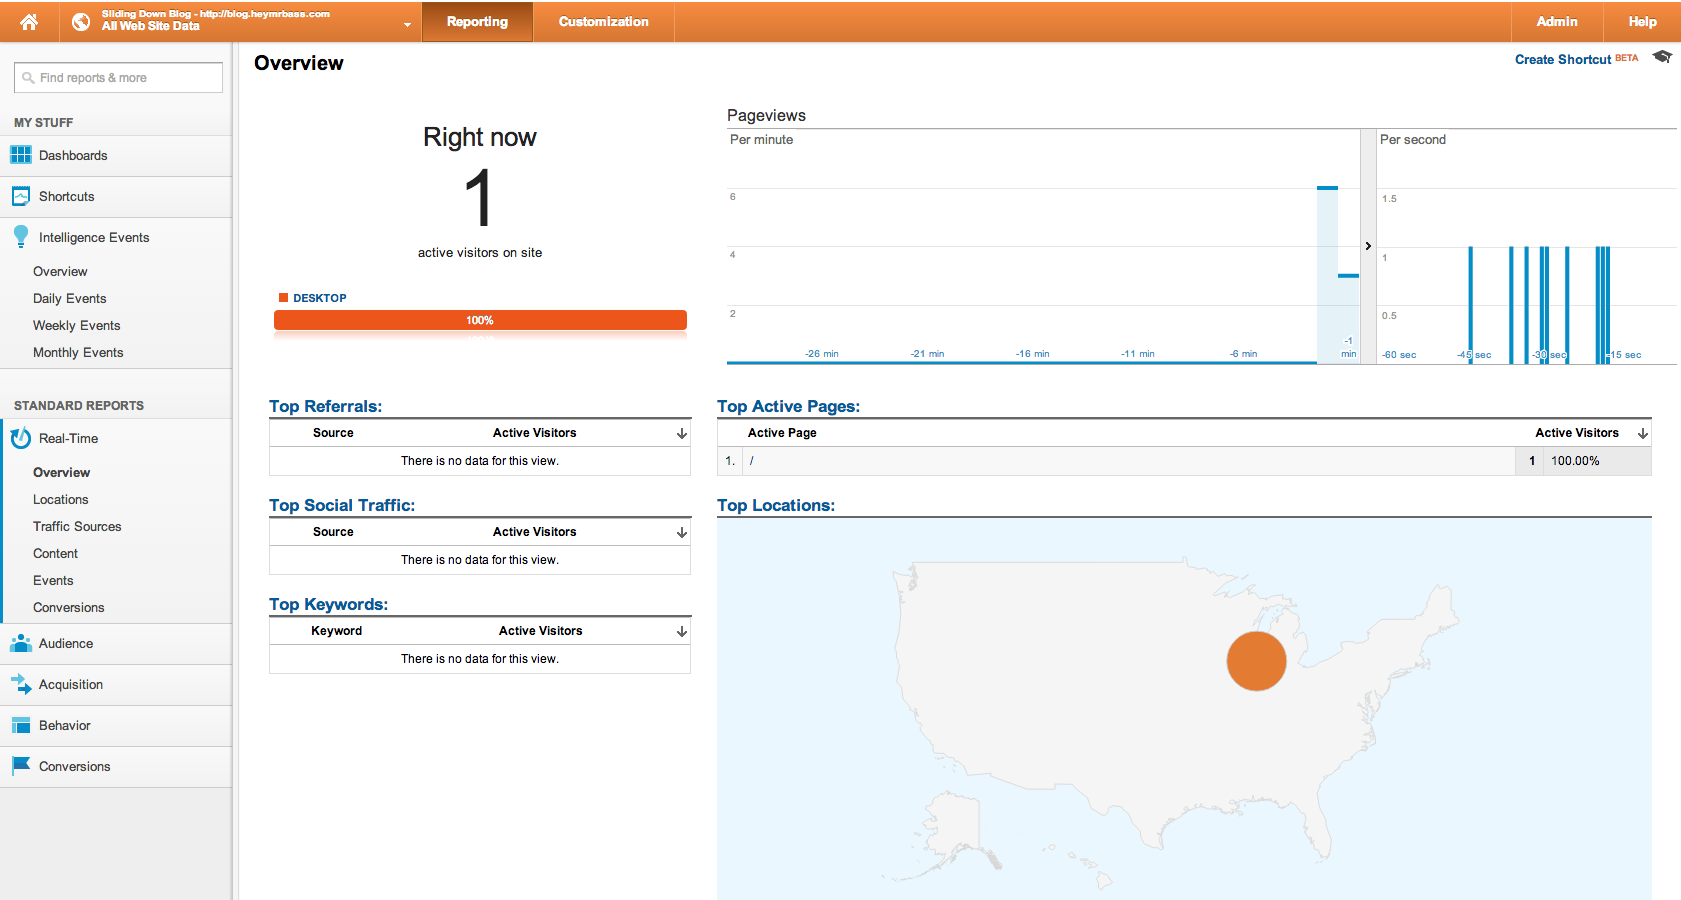 Sliding Down Blog - http://blog.heymrbass.com
All Web Site Data
Reporting
Customization
Admin
Help
Find reports & more
MY STUFF
Dashboards
Shortcuts
Intelligence Events
Overview
Daily Events
Weekly Events
Monthly Events
STANDARD REPORTS
Real-Time
Overview
Locations
Traffic Sources
Content
Events
Conversions
Audience
Acquisition
Behavior
Conversions
Overview
Create Shortcut BETA
Right now
1
active visitors on site
DESKTOP
100%
Pageviews
Per minute
6
4
2
-26 min
-21 min
-16 min
-11 min
-6 min
-1
min
Per second
1.5
1
0.5
-60 sec
-45 sec
-30 sec
-15 sec
Top Referrals:
Source Active Visitors
There is no data for this view.
Top Social Traffic:
Source Active Visitors
There is no data for this view.
Top Keywords:
Keyword Active Visitors
There is no data for this view.
Top Active Pages:
Active Page Active Visitors
1. / 1 100.00%
Top Locations: